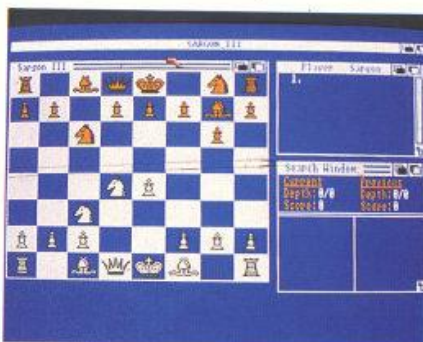 Sargon III
Sargon III
Player Sargon
1.
Search Window
Current Previous
Depth:0/0 Depth:0/0
Score:0 Score:0